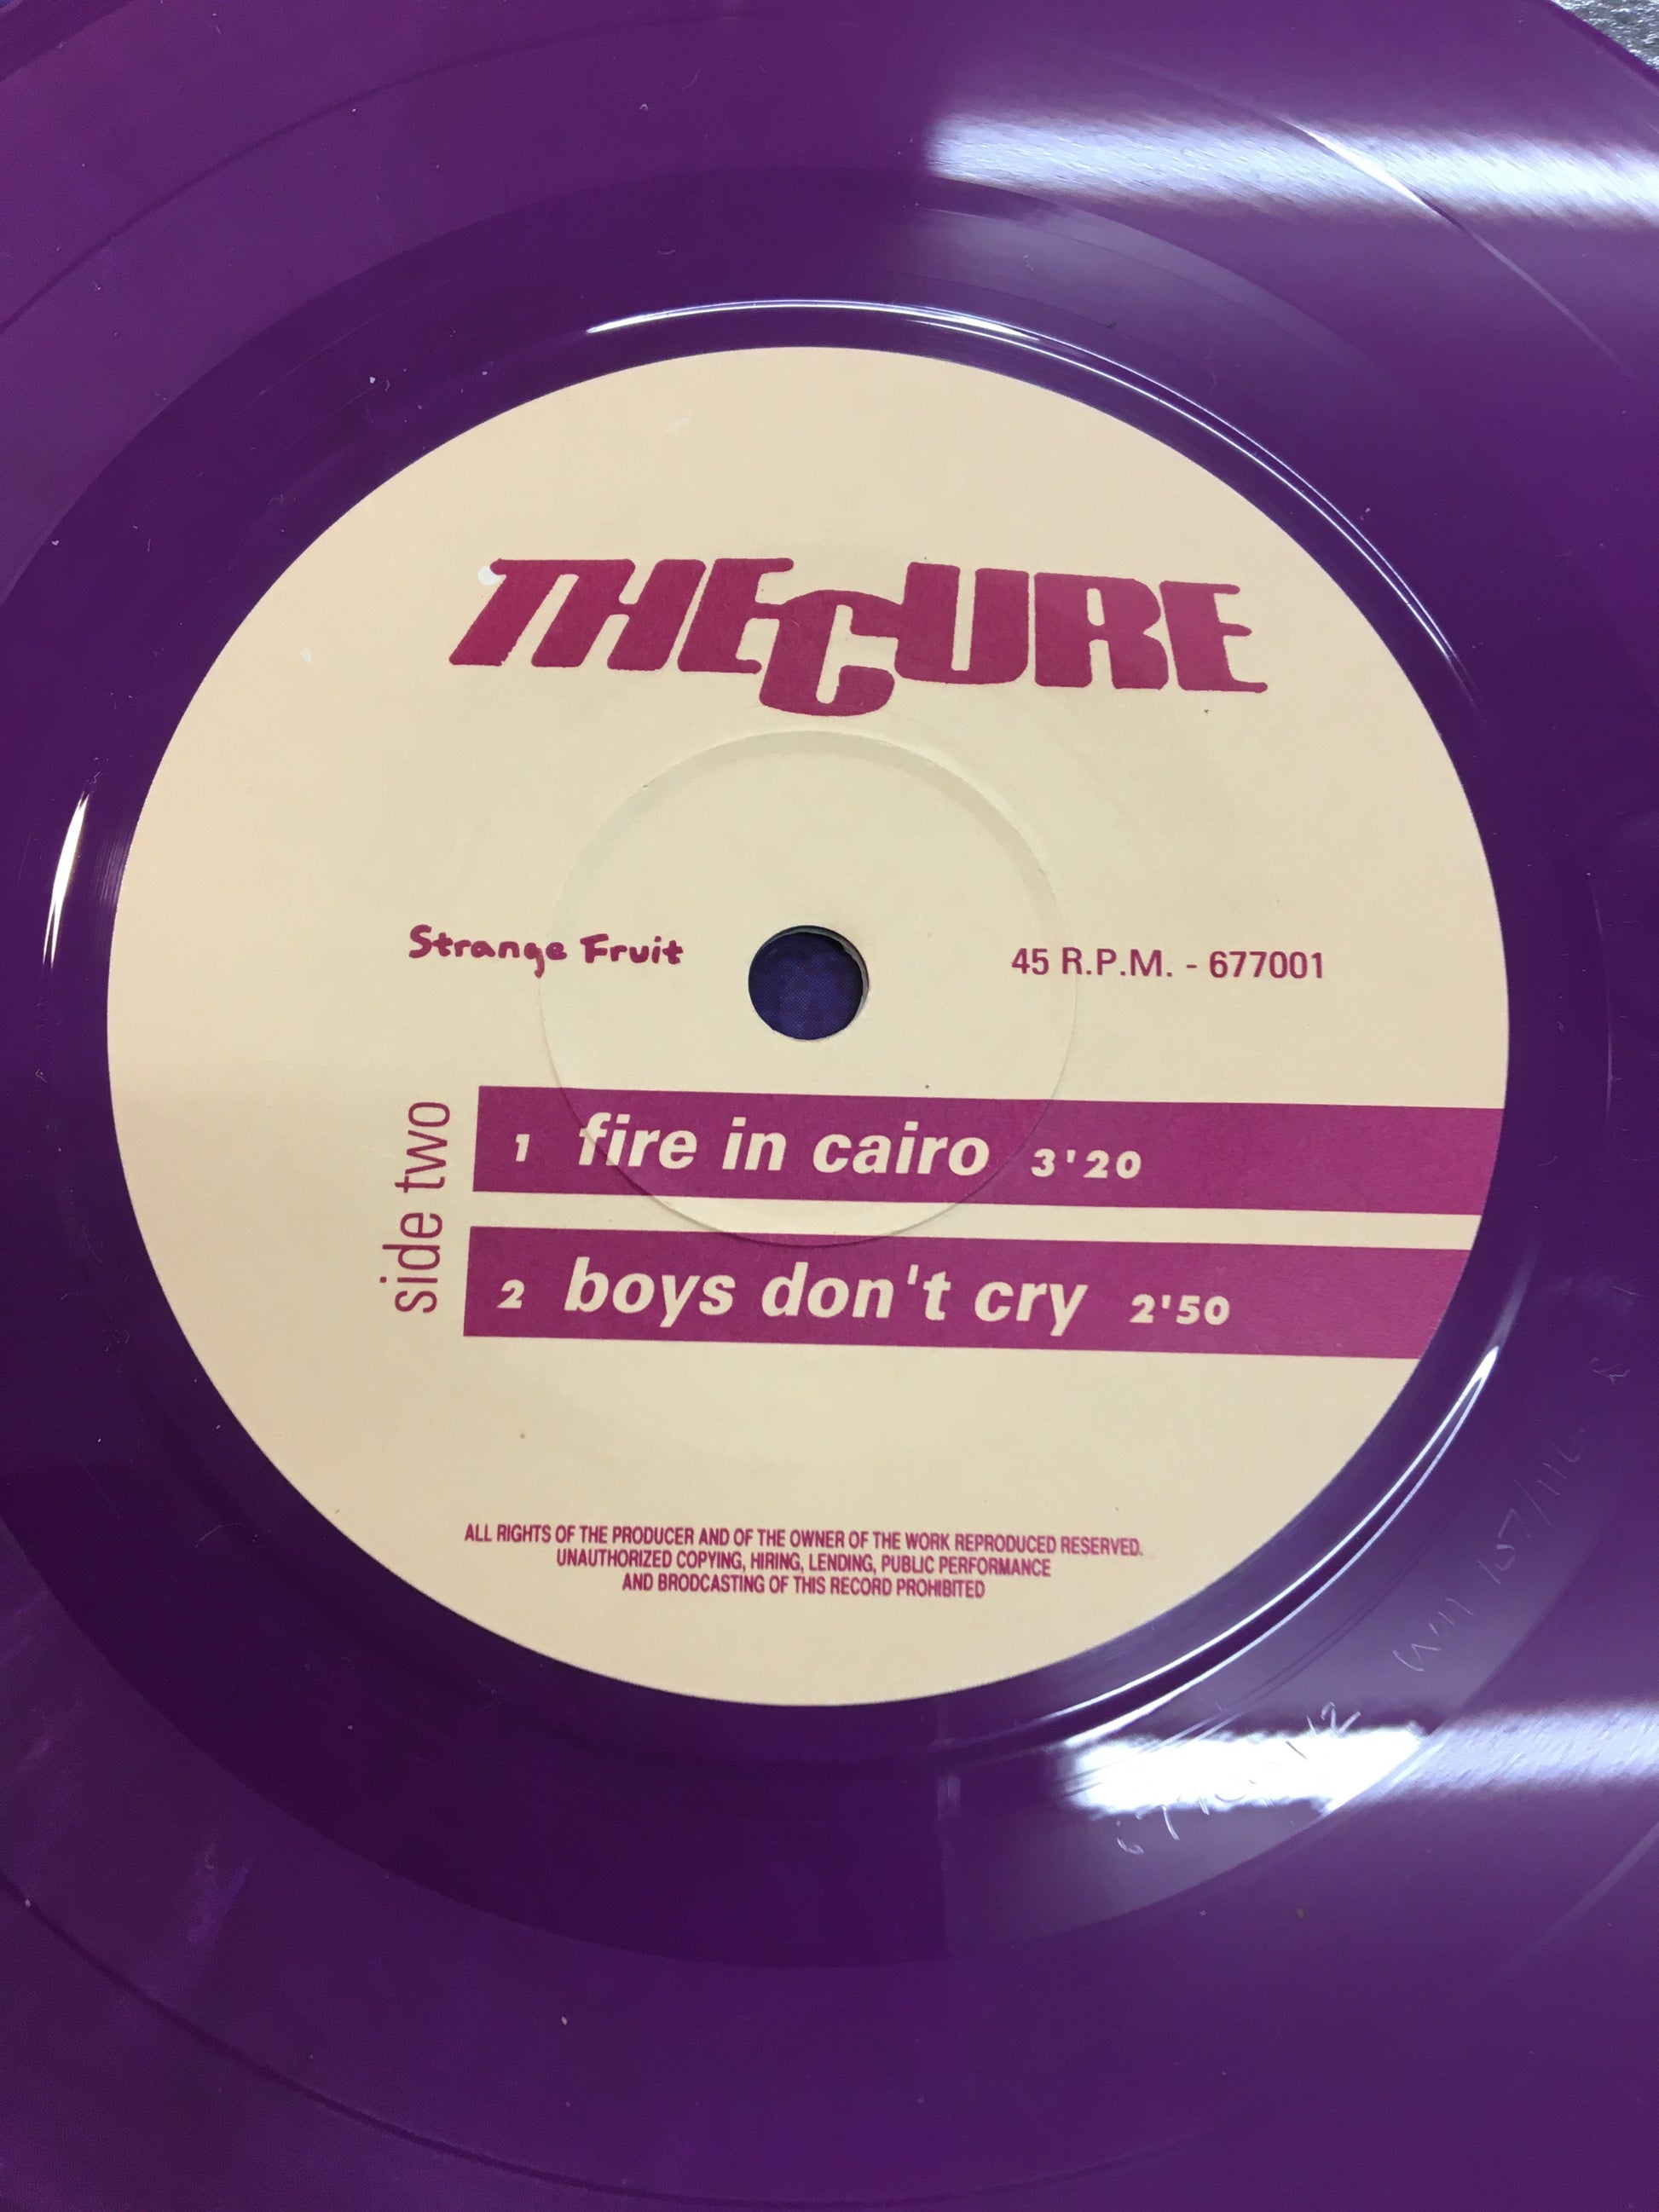 THE CURE
Strange Fruit
45 R.P.M. - 677001
side two
1 fire in cairo 3'20
2 boys don't cry 2'50
ALL RIGHTS OF THE PRODUCER AND OF THE OWNER OF THE WORK REPRODUCED RESERVED.
UNAUTHORIZED COPYING, HIRING, LENDING, PUBLIC PERFORMANCE
AND BRODCASTING OF THIS RECORD PROHIBITED